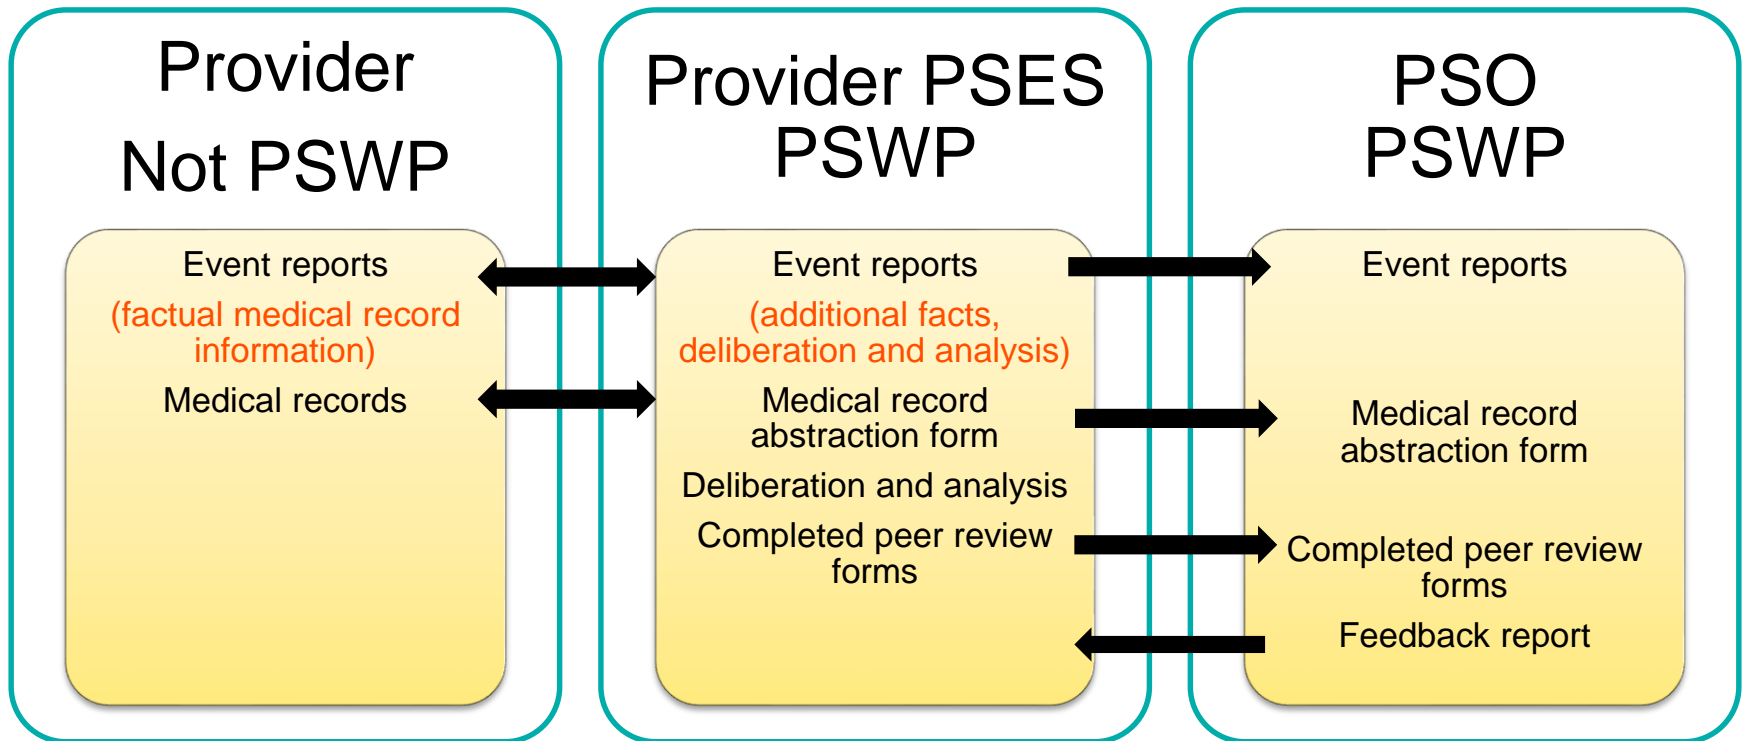 Provider
Not PSWP
Event reports
(factual medical record
information)
Medical records
Provider PSES
PSWP
Event reports
(additional facts,
deliberation and analysis)
Medical record
abstraction form
Deliberation and analysis
Completed peer review
forms
PSO
PSWP
Event reports
Medical record
abstraction form
Completed peer review
forms
Feedback report